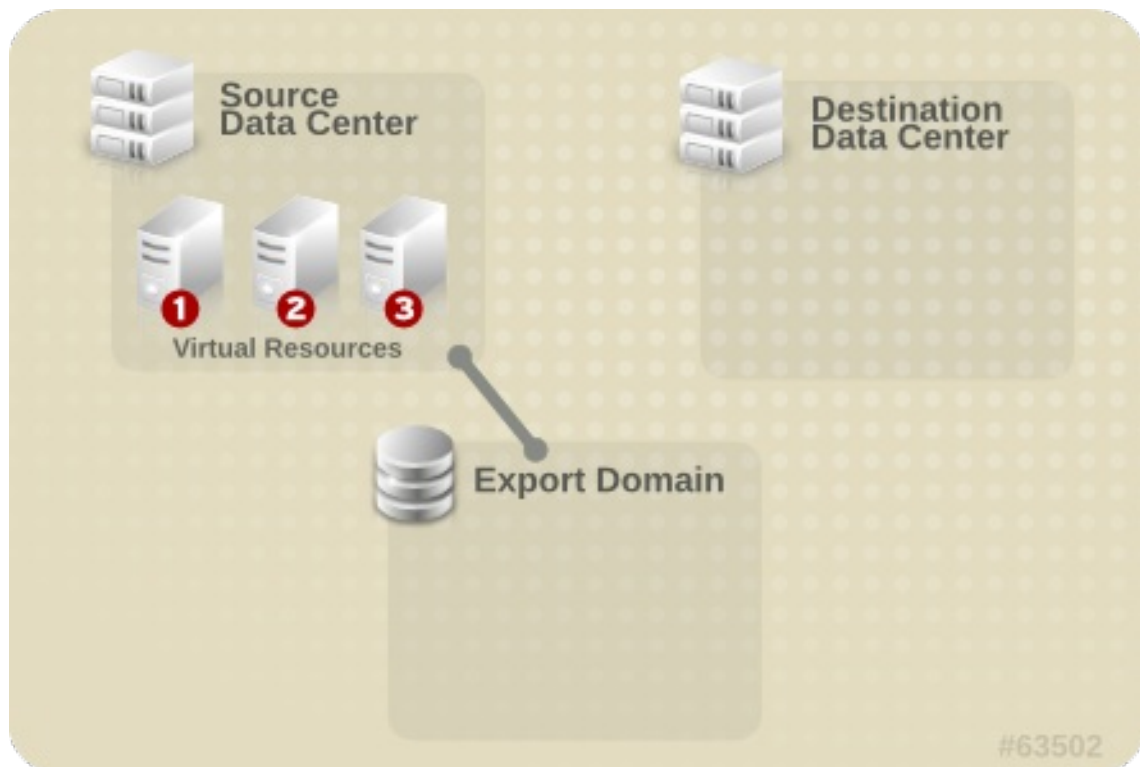 Source
Data Center
Destination
Data Center
1 2 3
Virtual Resources
Export Domain
#63502